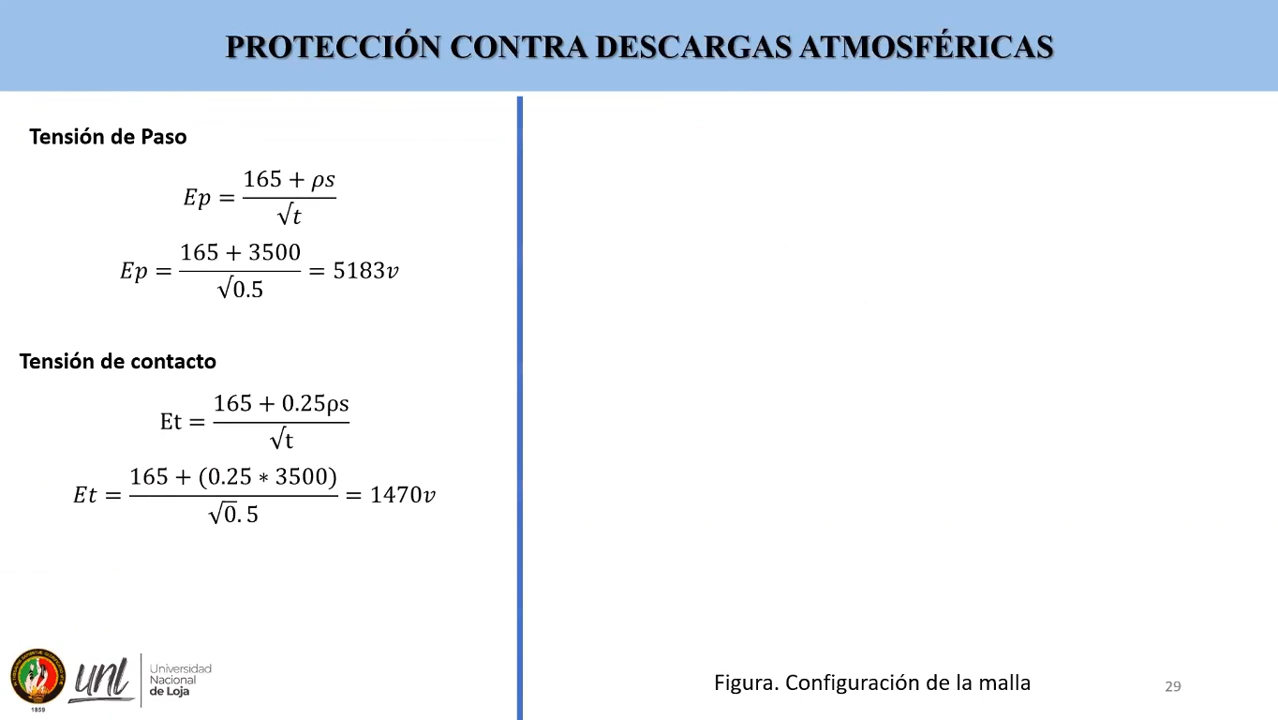 PROTECCIÓN CONTRA DESCARGAS ATMOSFÉRICAS
Tensión de Paso
𝐸𝑝 = (165 + 𝜌𝑠) / √𝑡
𝐸𝑝 = (165 + 3500) / √0.5 = 5183𝑣
Tensión de contacto
Et = (165 + 0.25ρs) / √t
𝐸𝑡 = (165 + (0.25 ∗ 3500)) / √0.5 = 1470𝑣
1859
unl
Universidad
Nacional
de Loja
Figura. Configuración de la malla
29